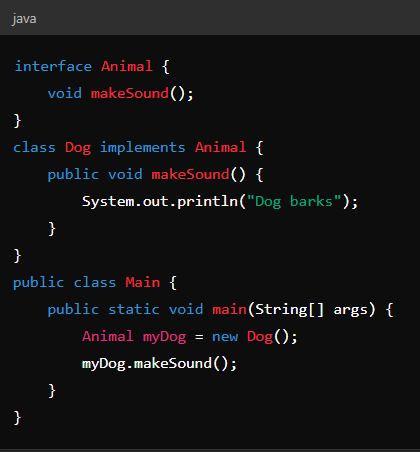 java
interface Animal {
    void makeSound();
}
class Dog implements Animal {
    public void makeSound() {
        System.out.println("Dog barks");
    }
}
public class Main {
    public static void main(String[] args) {
        Animal myDog = new Dog();
        myDog.makeSound();
    }
}